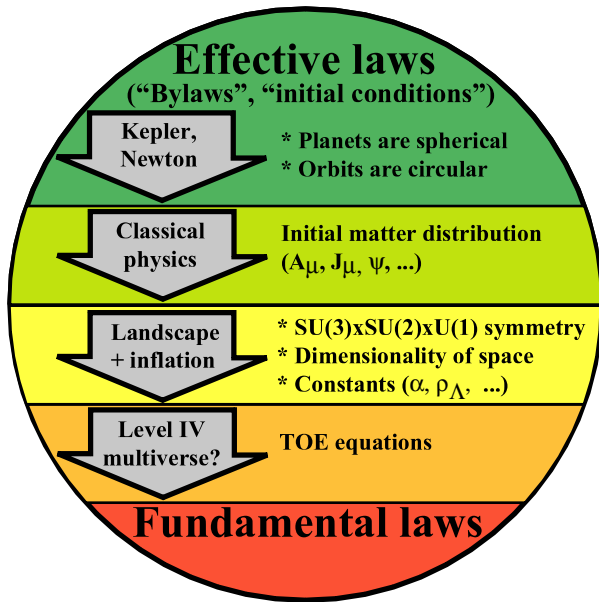 Effective laws
(“Bylaws”, “initial conditions”)
Kepler,
Newton
* Planets are spherical
* Orbits are circular
Classical
physics
Initial matter distribution
(Aμ, Jμ, ψ, ...)
Landscape
+ inflation
* SU(3)xSU(2)xU(1) symmetry
* Dimensionality of space
* Constants (α, ρΛ, ...)
Level IV
multiverse?
TOE equations
Fundamental laws